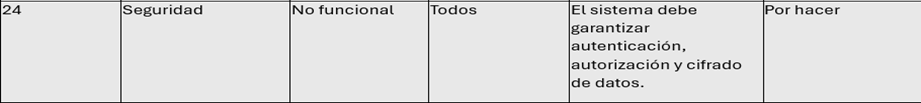 24 Seguridad No funcional Todos El sistema debe Por hacer
garantizar
autenticación,
autorización y cifrado
de datos.